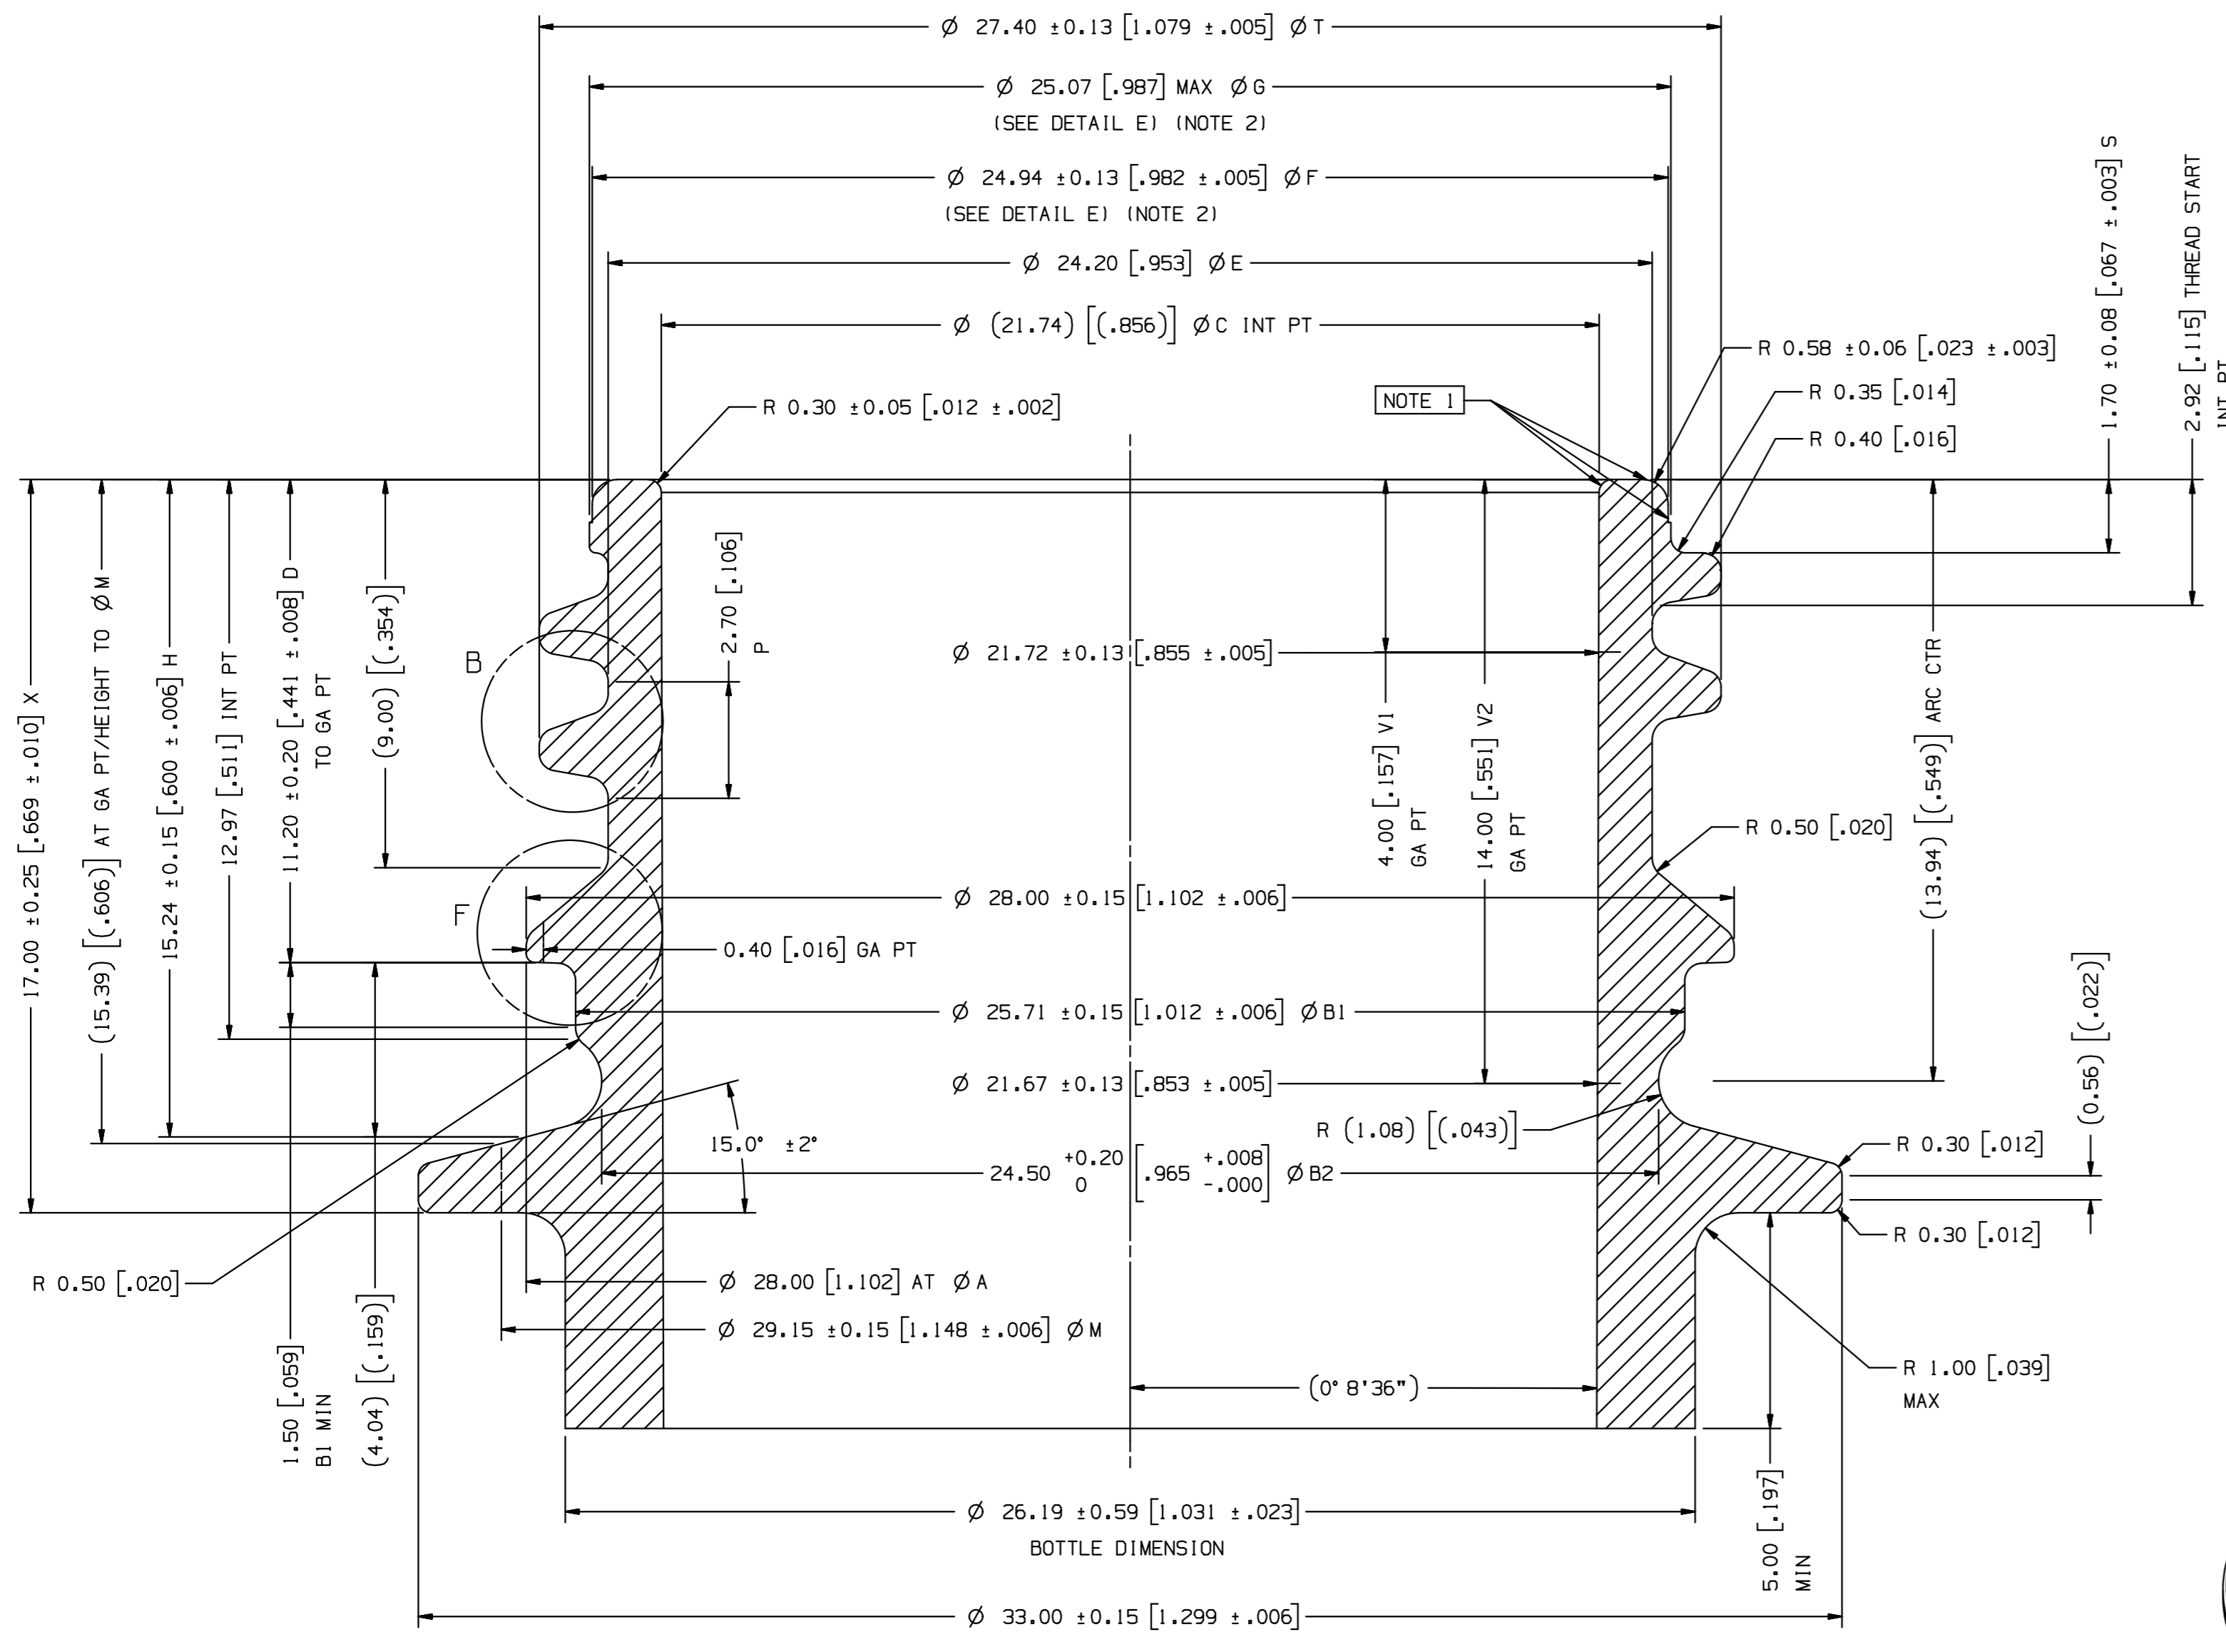 Ø 27.40 ±0.13 [1.079 ±.005] ØT
Ø 25.07 [.987] MAX ØG
(SEE DETAIL E) (NOTE 2)
Ø 24.94 ±0.13 [.982 ±.005] ØF
(SEE DETAIL E) (NOTE 2)
Ø 24.20 [.953] ØE
Ø (21.74) [(.856)] ØC INT PT
R 0.30 ±0.05 [.012 ±.002]
NOTE 1
R 0.58 ±0.06 [.023 ±.003]
R 0.35 [.014]
R 0.40 [.016]
1.70 ±0.08 [.067 ±.003] S
2.92 [.115] THREAD START
INT PT
17.00 ±0.25 [.669 ±.010] X
(15.39) [(.606)] AT GA PT/HEIGHT TO ØM
15.24 ±0.15 [.600 ±.006] H
12.97 [.511] INT PT
11.20 ±0.20 [.441 ±.008] D
TO GA PT
(9.00) [(.354)]
B
2.70 [.106]
P
Ø 21.72 ±0.13 [.855 ±.005]
4.00 [.157] V1
GA PT
14.00 [.551] V2
GA PT
(13.94) [(.549)] ARC CTR
R 0.50 [.020]
F
Ø 28.00 ±0.15 [1.102 ±.006]
0.40 [.016] GA PT
Ø 25.71 ±0.15 [1.012 ±.006] ØB1
Ø 21.67 ±0.13 [.853 ±.005]
R (1.08) [(.043)]
(0.56) [(.022)]
15.0° ±2°
24.50 +0.20 0 [.965 +.008 -.000] ØB2
R 0.30 [.012]
R 0.30 [.012]
R 0.50 [.020]
Ø 28.00 [1.102] AT ØA
Ø 29.15 ±0.15 [1.148 ±.006] ØM
1.50 [.059]
B1 MIN
(4.04) [(.159)]
(0° 8'36")
R 1.00 [.039]
MAX
Ø 26.19 ±0.59 [1.031 ±.023]
BOTTLE DIMENSION
5.00 [.197]
MIN
Ø 33.00 ±0.15 [1.299 ±.006]